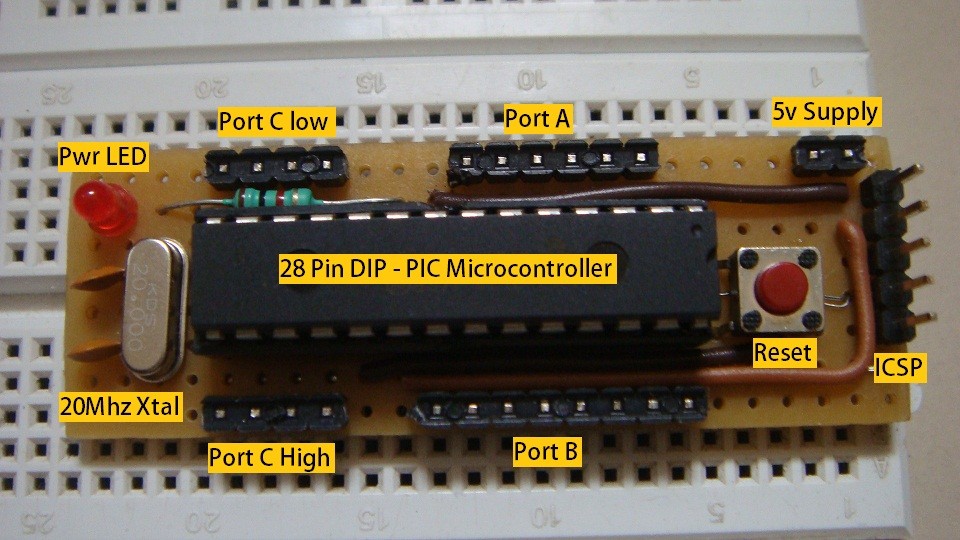 25
20
15
10
5
1
Port C low
Port A
5v Supply
Pwr LED
28 Pin DIP - PIC Microcontroller
KDS
20.000
Reset
ICSP
20Mhz Xtal
Port C High
Port B
A
25
20
15
10
5
1